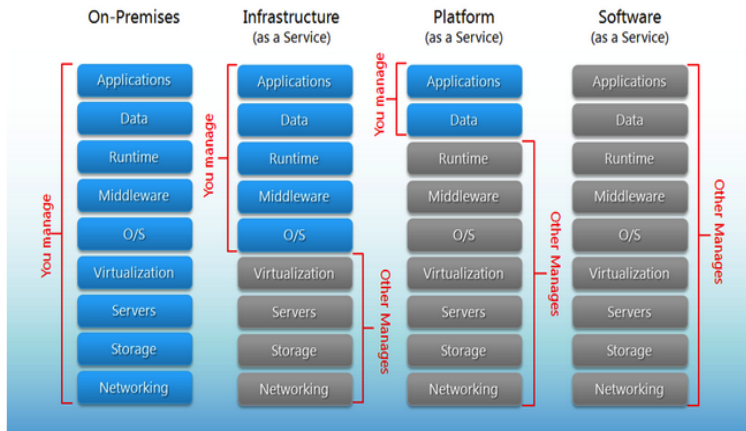 On-Premises
You manage
Applications
Data
Runtime
Middleware
O/S
Virtualization
Servers
Storage
Networking
Infrastructure
(as a Service)
You manage
Applications
Data
Runtime
Middleware
O/S
Virtualization
Servers
Storage
Networking
Other Manages
Platform
(as a Service)
You manage
Applications
Data
Runtime
Middleware
O/S
Virtualization
Servers
Storage
Networking
Other Manages
Software
(as a Service)
Applications
Data
Runtime
Middleware
O/S
Virtualization
Servers
Storage
Networking
Other Manages